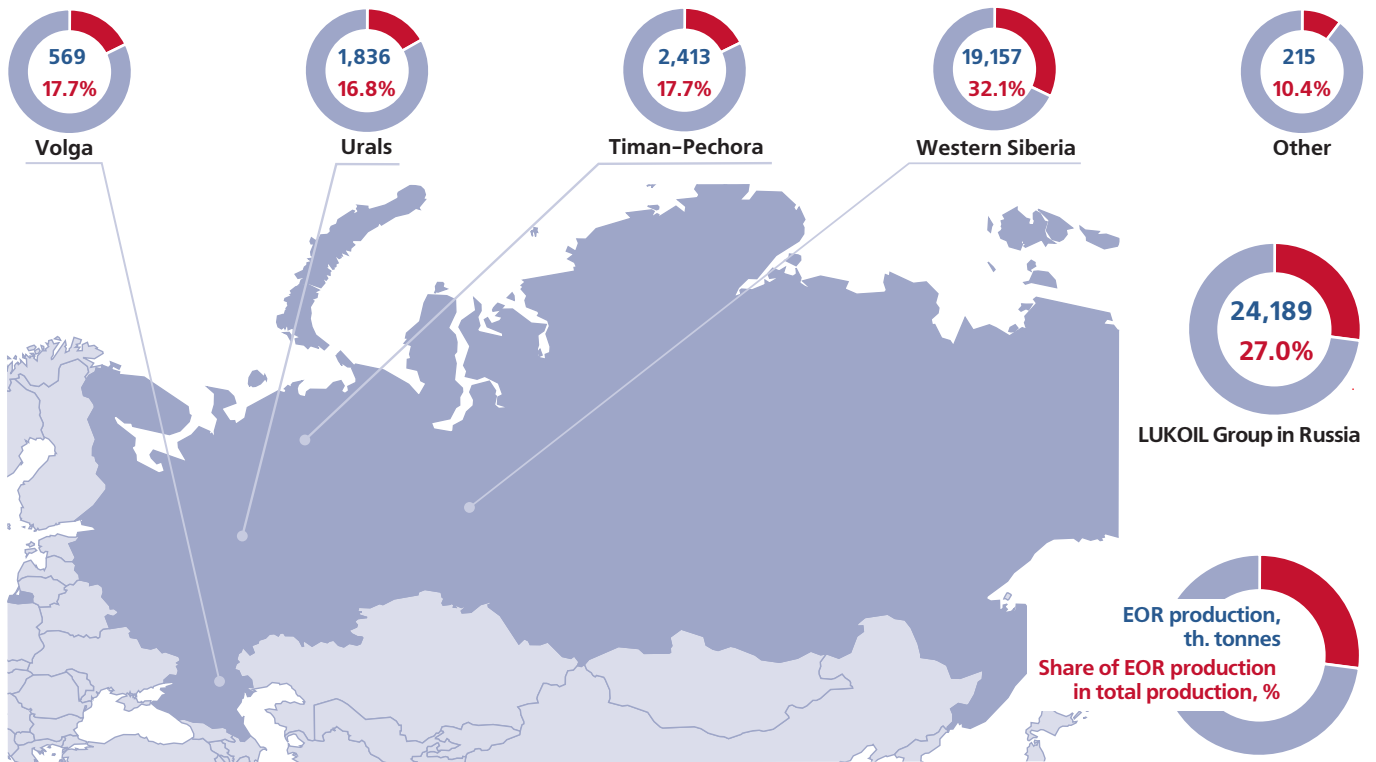 569
17.7%
Volga
1,836
16.8%
Urals
2,413
17.7%
Timan–Pechora
19,157
32.1%
Western Siberia
215
10.4%
Other
24,189
27.0%
LUKOIL Group in Russia
EOR production,
th. tonnes
Share of EOR production
in total production, %